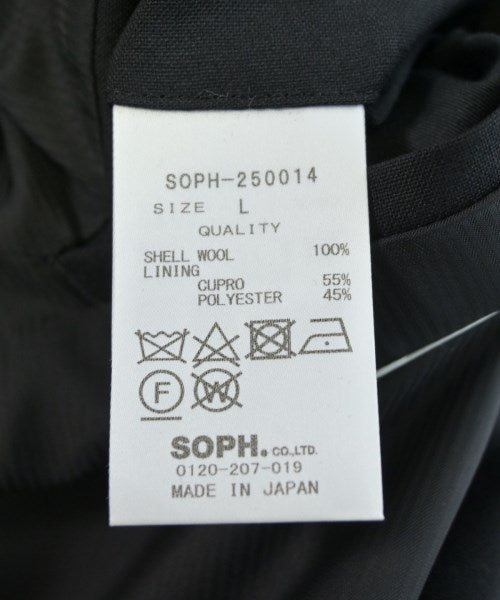 SOPH-250014
SIZE L
QUALITY
SHELL WOOL 100%
LINING
CUPRO 55%
POLYESTER 45%
F W
SOPH. CO.,LTD.
0120-207-019
MADE IN JAPAN